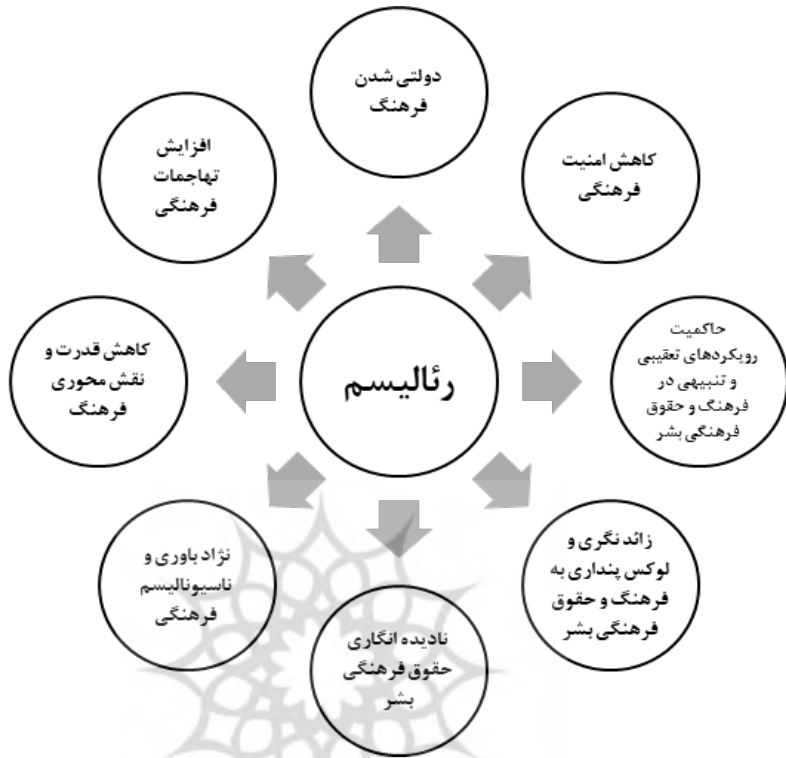 دولتی شدن
فرهنگ
کاهش امنیت
فرهنگی
حاکمیت
رویکردهای تعقیبی
و تنبیهی در
فرهنگ و حقوق
فرهنگی بشر
زائد نگری و
لوکس پنداری به
فرهنگ و حقوق
فرهنگی بشر
نادیده انگاری
حقوق فرهنگی
بشر
نژاد باوری و
ناسیونالیسم
فرهنگی
کاهش قدرت و
نقش محوری
فرهنگ
افزایش
تهاجمات
فرهنگی
رئالیسم